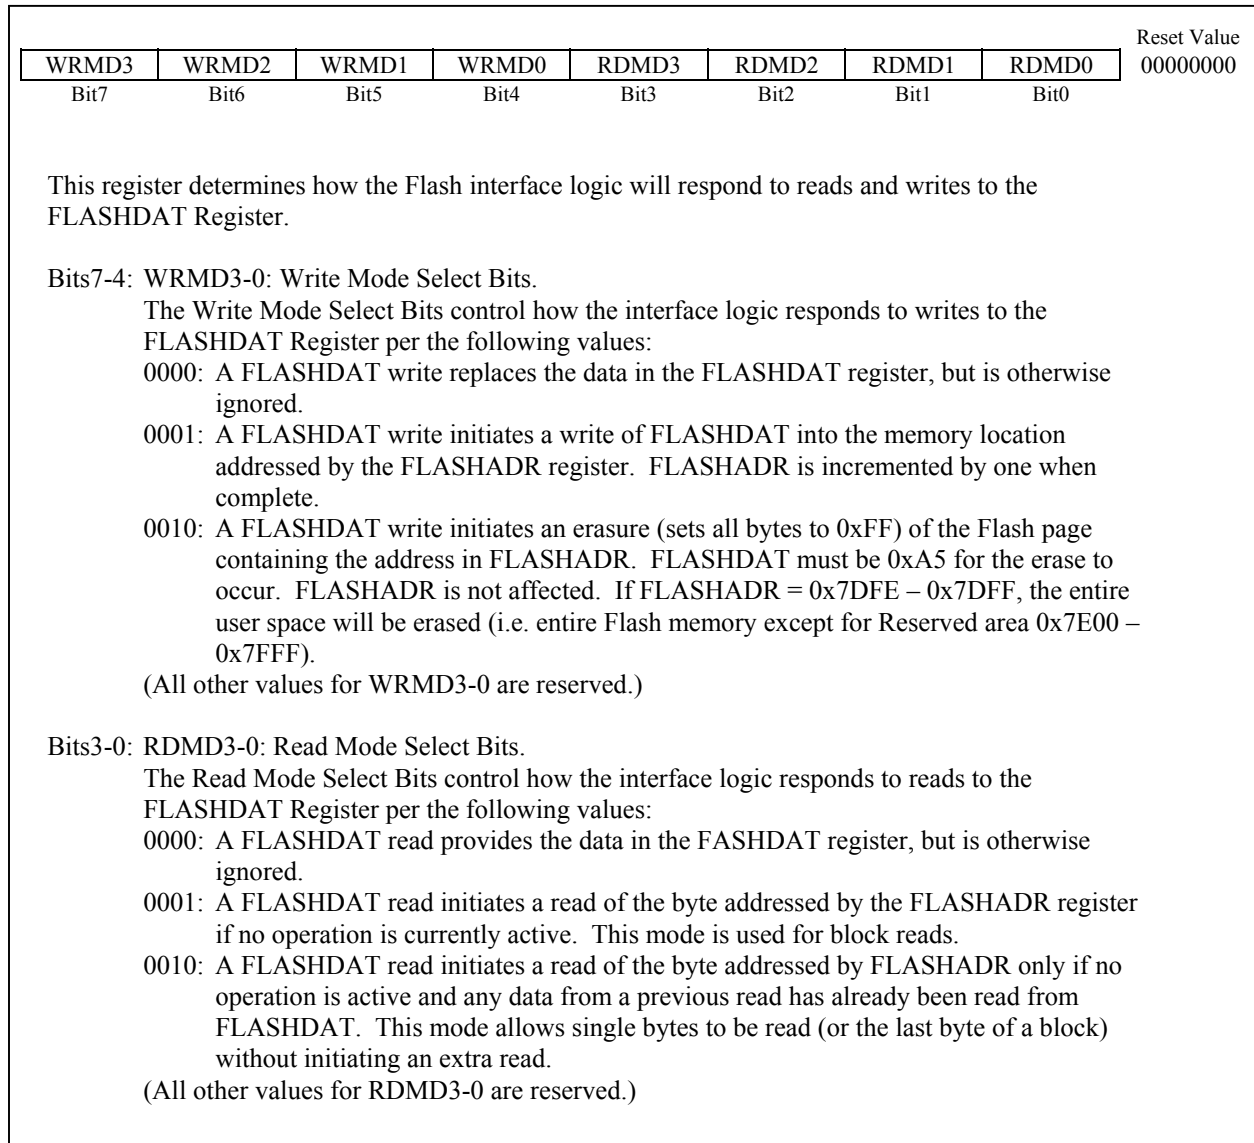 Reset Value
WRMD3 WRMD2 WRMD1 WRMD0 RDMD3 RDMD2 RDMD1 RDMD0 00000000
Bit7 Bit6 Bit5 Bit4 Bit3 Bit2 Bit1 Bit0
This register determines how the Flash interface logic will respond to reads and writes to the
FLASHDAT Register.
Bits7-4: WRMD3-0: Write Mode Select Bits.
The Write Mode Select Bits control how the interface logic responds to writes to the
FLASHDAT Register per the following values:
0000: A FLASHDAT write replaces the data in the FLASHDAT register, but is otherwise
ignored.
0001: A FLASHDAT write initiates a write of FLASHDAT into the memory location
addressed by the FLASHADR register. FLASHADR is incremented by one when
complete.
0010: A FLASHDAT write initiates an erasure (sets all bytes to 0xFF) of the Flash page
containing the address in FLASHADR. FLASHDAT must be 0xA5 for the erase to
occur. FLASHADR is not affected. If FLASHADR = 0x7DFE – 0x7DFF, the entire
user space will be erased (i.e. entire Flash memory except for Reserved area 0x7E00 –
0x7FFF).
(All other values for WRMD3-0 are reserved.)
Bits3-0: RDMD3-0: Read Mode Select Bits.
The Read Mode Select Bits control how the interface logic responds to reads to the
FLASHDAT Register per the following values:
0000: A FLASHDAT read provides the data in the FASHDAT register, but is otherwise
ignored.
0001: A FLASHDAT read initiates a read of the byte addressed by the FLASHADR register
if no operation is currently active. This mode is used for block reads.
0010: A FLASHDAT read initiates a read of the byte addressed by FLASHADR only if no
operation is active and any data from a previous read has already been read from
FLASHDAT. This mode allows single bytes to be read (or the last byte of a block)
without initiating an extra read.
(All other values for RDMD3-0 are reserved.)